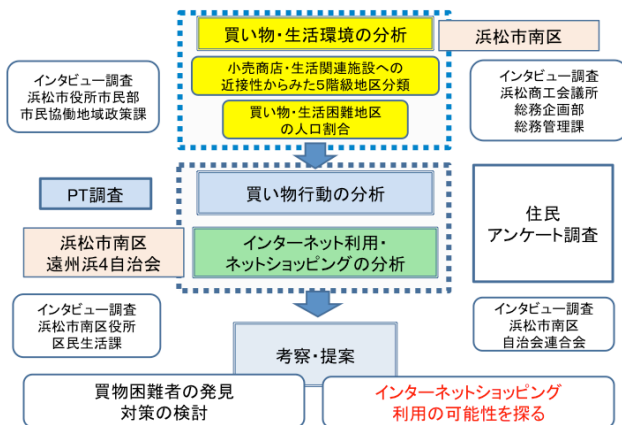 買い物・生活環境の分析
浜松市南区
インタビュー調査
浜松市役所市民部
市民協働地域政策課
小売商店・生活関連施設への
近接性からみた5階級地区分類
買い物・生活困難地区
の人口割合
インタビュー調査
浜松商工会議所
総務企画部
総務管理課
PT調査
買い物行動の分析
住民
アンケート調査
浜松市南区
遠州浜4自治会
インターネット利用・
ネットショッピングの分析
インタビュー調査
浜松市南区役所
区民生活課
考察・提案
インタビュー調査
浜松市南区
自治会連合会
買物困難者の発見
対策の検討
インターネットショッピング
利用の可能性を探る